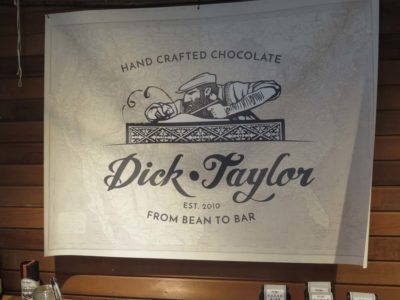 HAND CRAFTED CHOCOLATE
Dick • Taylor
EST. 2010
FROM BEAN TO BAR